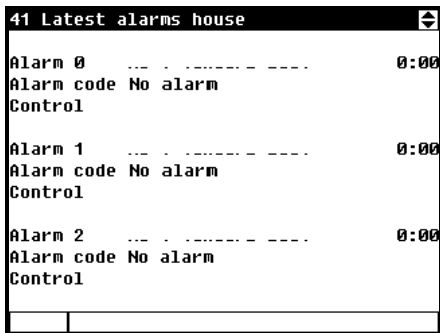 41 Latest alarms house
Alarm 0 0:00
Alarm code No alarm
Control
Alarm 1 0:00
Alarm code No alarm
Control
Alarm 2 0:00
Alarm code No alarm
Control